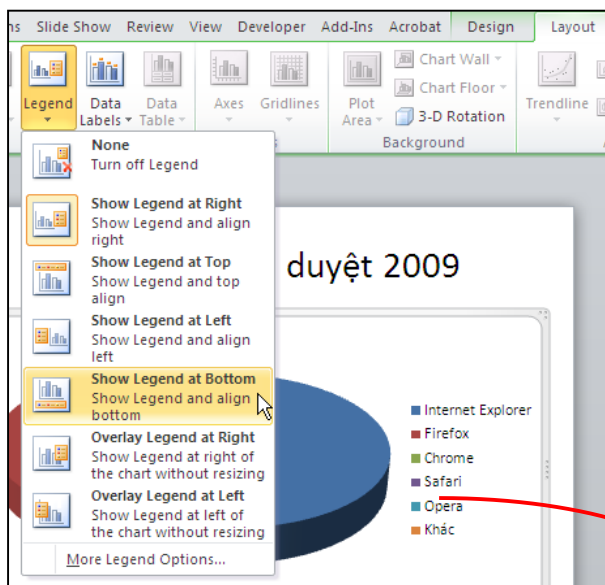 Slide Show Review View Developer Add-Ins Acrobat Design Layout
Legend
Data
Labels
Data
Table
Axes
Gridlines
Plot
Area
Chart Wall
Chart Floor
3-D Rotation
Trendline
Background
None
Turn off Legend
Show Legend at Right
Show Legend and align
right
Show Legend at Top
Show Legend and top
align
Show Legend at Left
Show Legend and align
left
Show Legend at Bottom
Show Legend and align
bottom
Overlay Legend at Right
Show Legend at right of
the chart without resizing
Overlay Legend at Left
Show Legend at left of
the chart without resizing
More Legend Options...
duyệt 2009
Internet Explorer
Firefox
Chrome
Safari
Opera
Khác